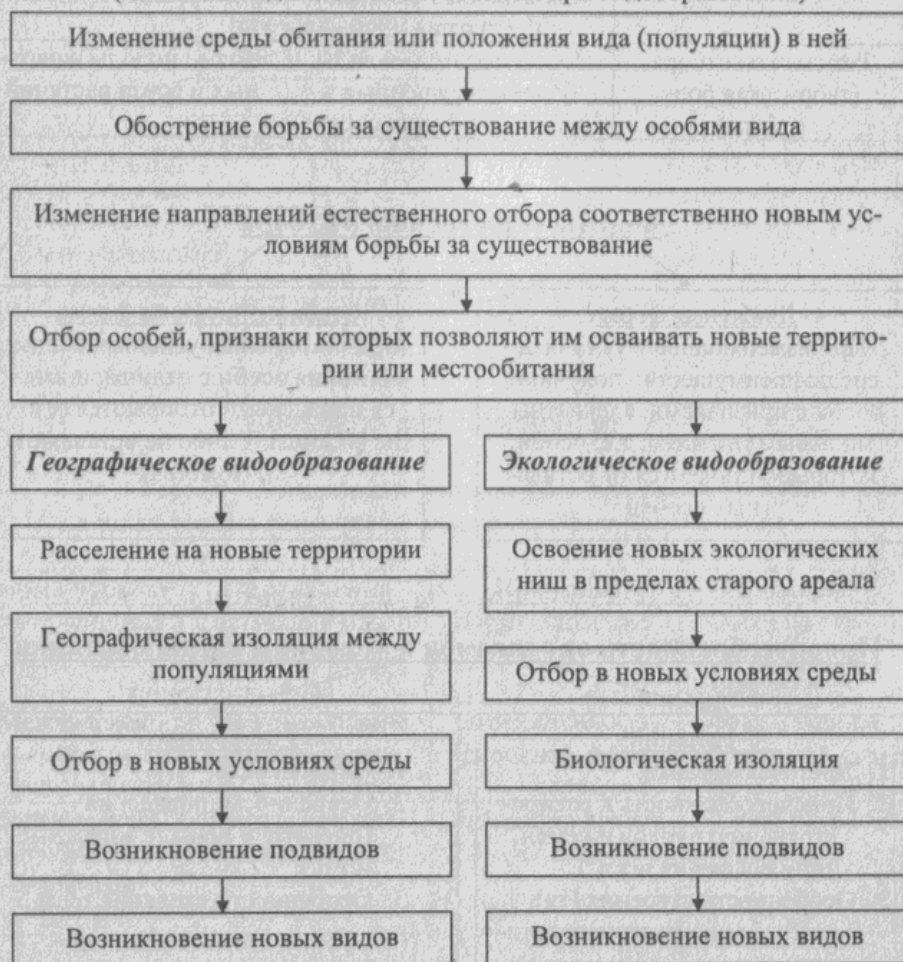 Изменение среды обитания или положения вида (популяции) в ней
Обострение борьбы за существование между особями вида
Изменение направлений естественного отбора соответственно новым ус-
ловиям борьбы за существование
Отбор особей, признаки которых позволяют им осваивать новые террито-
рии или местообитания
Географическое видообразование
Расселение на новые территории
Географическая изоляция между
популяциями
Отбор в новых условиях среды
Возникновение подвидов
Возникновение новых видов
Экологическое видообразование
Освоение новых экологических
ниш в пределах старого ареала
Отбор в новых условиях среды
Биологическая изоляция
Возникновение подвидов
Возникновение новых видов